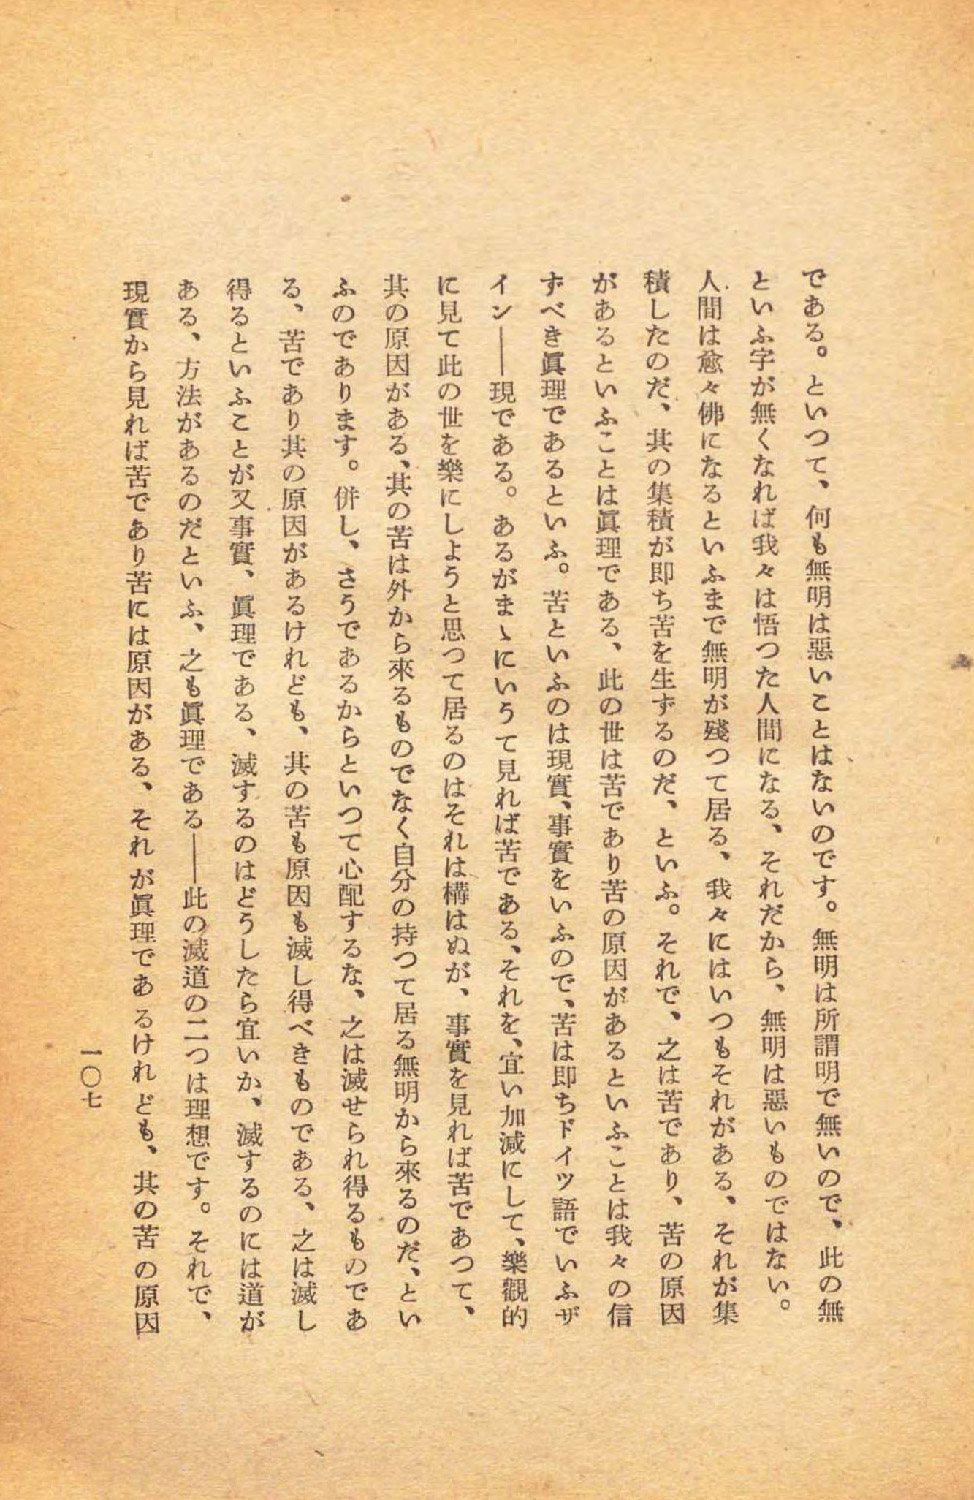 である。といつて、何も無明は惡いことはないのです。無明は所謂明で無いので、此の無
といふ字が無くなれば我々は悟つた人間になる、それだから、無明は惡いものではない。
人間は愈々佛になるといふまで無明が殘つて居る、我々にはいつもそれがある、それが集
積したのだ、其の集積が即ち苦を生ずるのだ、といふ。それで、之は苦であり、苦の原因
があるといふことは眞理である、此の世は苦であり苦の原因があるといふことは我々の信
ずべき眞理であるといふ。苦といふのは現實、事實をいふので、苦は即ちドイツ語でいふザ
イン――現である。あるがまゝにいうて見れば苦である、それを、宜い加減にして、樂觀的
に見て此の世を樂にしようと思つて居るのはそれは構はぬが、事實を見れば苦であつて、
其の原因がある、其の苦は外から來るものでなく自分の持つて居る無明から來るのだ、とい
ふのであります。併し、さうであるからといつて心配するな、之は滅せられ得るものであ
る、苦であり其の原因があるけれども、其の苦も原因も滅し得べきものである、之は滅し
得るといふことが又事實、眞理である、滅するのはどうしたら宜いか、滅するのには道が
ある、方法があるのだといふ、之も眞理である――此の滅道の二つは理想です。それで、
現實から見れば苦であり苦には原因がある、それが眞理であるけれども、其の苦の原因
一〇七